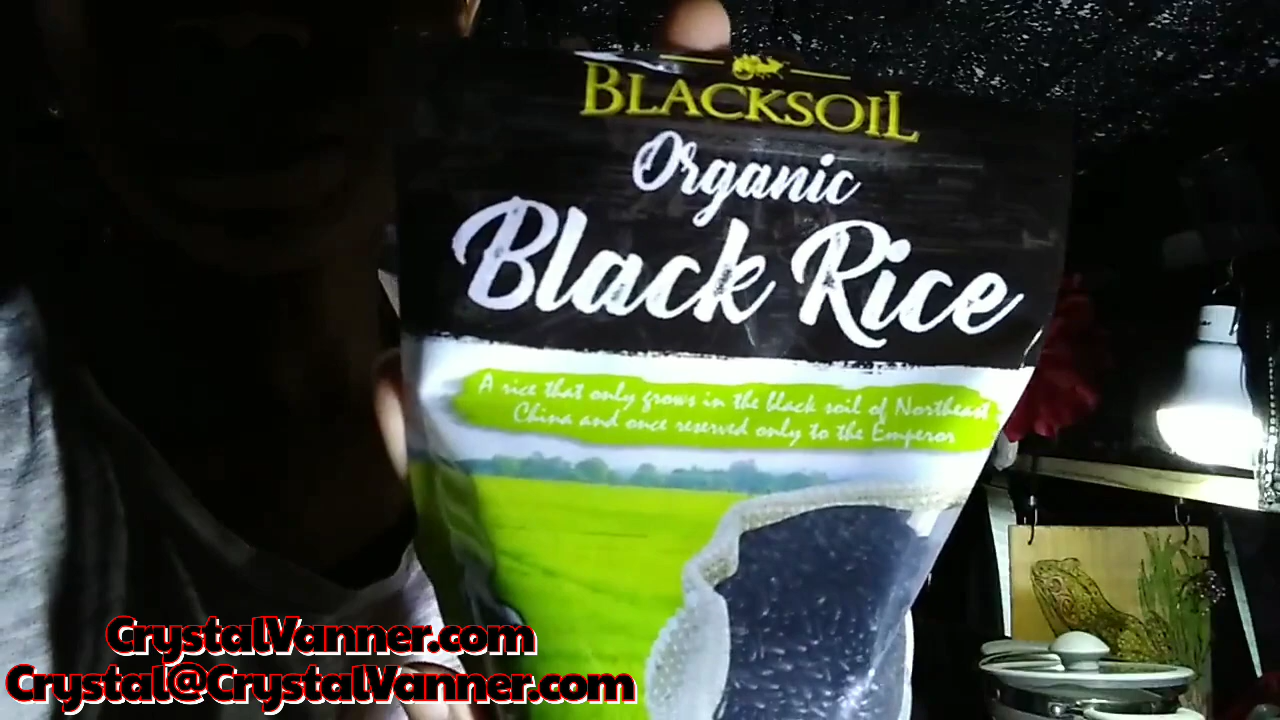 BLACKSOIL
Organic
Black Rice
A rice that only grows in the black soil of Northeast
China and once reserved only to the Emperor
CrystalVanner.com
Crystal@CrystalVanner.com